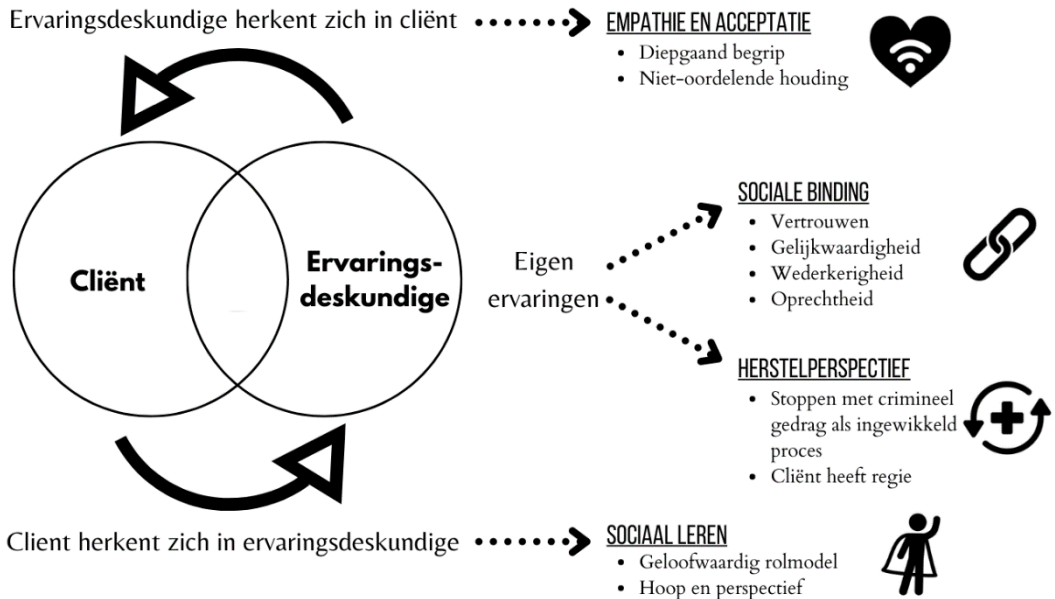 Ervaringsdeskundige herkent zich in cliënt
EMPATHIE EN ACCEPTATIE
• Diepgaand begrip
• Niet-oordelende houding
Cliënt
Ervarings-
deskundige
Eigen
ervaringen
SOCIALE BINDING
• Vertrouwen
• Gelijkwaardigheid
• Wederkerigheid
• Oprechtheid
HERSTELPERSPECTIEF
• Stoppen met crimineel
gedrag als ingewikkeld
proces
• Cliënt heeft regie
Client herkent zich in ervaringsdeskundige
SOCIAAL LEREN
• Geloofwaardig rolmodel
• Hoop en perspectief